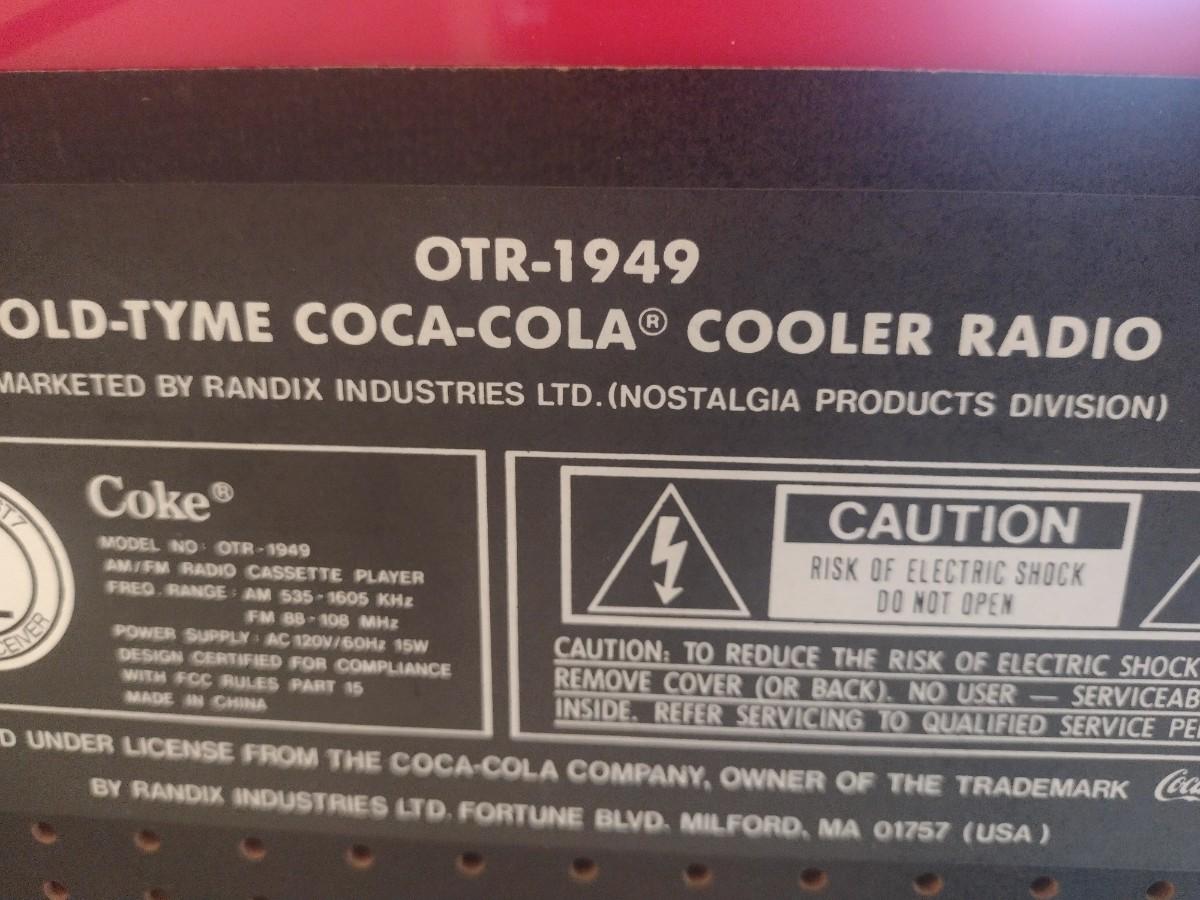 OTR-1949
OLD-TYME COCA-COLA® COOLER RADIO
MARKETED BY RANDIX INDUSTRIES LTD. (NOSTALGIA PRODUCTS DIVISION)
Coke®
MODEL NO: OTR-1949
AM/FM RADIO CASSETTE PLAYER
FREQ. RANGE: AM 535-1605 KHz
FM 88-108 MHz
POWER SUPPLY: AC 120V/60Hz 15W
DESIGN CERTIFIED FOR COMPLIANCE
WITH FCC RULES PART 15
MADE IN CHINA
CAUTION
RISK OF ELECTRIC SHOCK
DO NOT OPEN
CAUTION: TO REDUCE THE RISK OF ELECTRIC SHOCK
REMOVE COVER (OR BACK). NO USER — SERVICEAB
INSIDE. REFER SERVICING TO QUALIFIED SERVICE PE
D UNDER LICENSE FROM THE COCA-COLA COMPANY, OWNER OF THE TRADEMARK Coca
BY RANDIX INDUSTRIES LTD. FORTUNE BLVD. MILFORD, MA 01757 (USA)